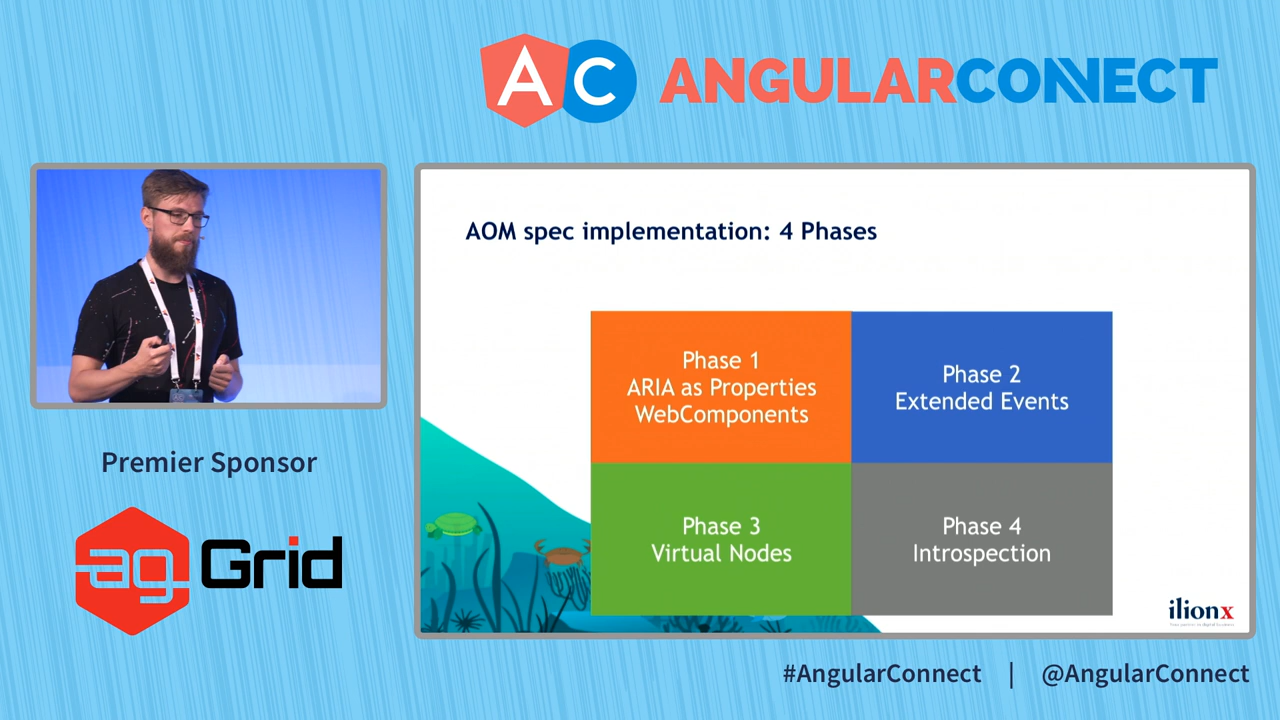 AC ANGULARCONNECT
AOM spec implementation: 4 Phases
Phase 1
ARIA as Properties
WebComponents
Phase 2
Extended Events
Phase 3
Virtual Nodes
Phase 4
Introspection
ilionx
Premier Sponsor
ag Grid
#AngularConnect | @AngularConnect